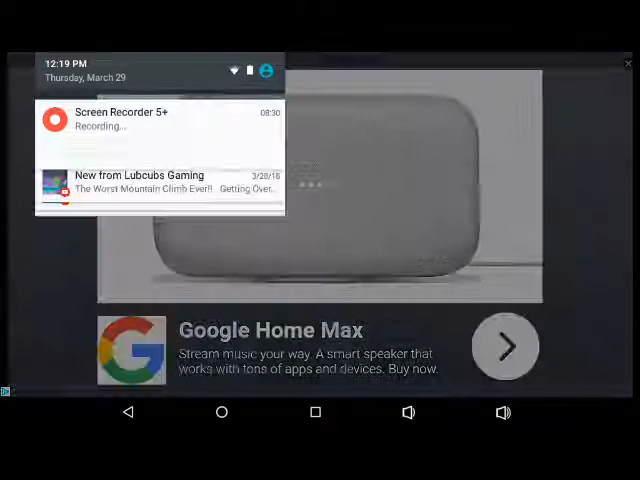 12:19 PM
Thursday, March 29
Screen Recorder 5+
08:30
Recording...
New from Lubcubs Gaming
3/28/18
The Worst Mountain Climb Ever!! Getting Over...
Google Home Max
Stream music your way. A smart speaker that
works with tons of apps and devices. Buy now.